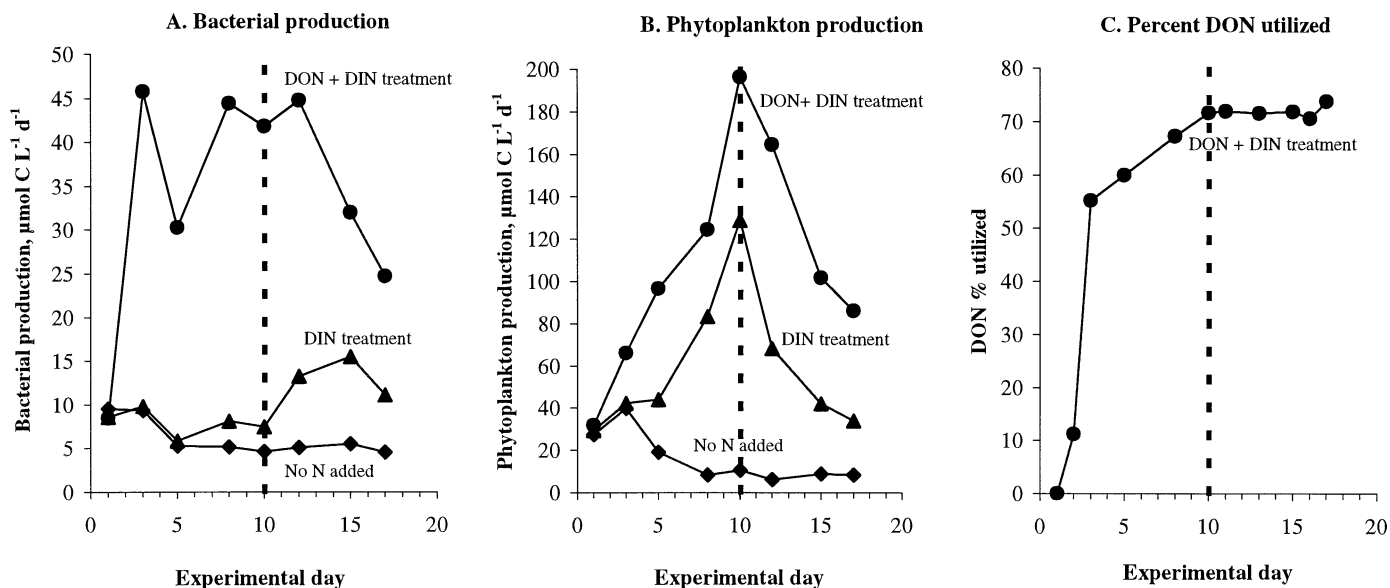 A. Bacterial production
Bacterial production, µmol C L⁻¹ d⁻¹
50
45
40
35
30
25
20
15
10
5
0
DON + DIN treatment
DIN treatment
No N added
0 5 10 15 20
Experimental day
B. Phytoplankton production
Phytoplankton production, µmol C L⁻¹ d⁻¹
200
180
160
140
120
100
80
60
40
20
0
DON+ DIN treatment
DIN treatment
No N added
0 5 10 15 20
Experimental day
C. Percent DON utilized
DON % utilized
80
70
60
50
40
30
20
10
0
DON + DIN treatment
0 5 10 15 20
Experimental day